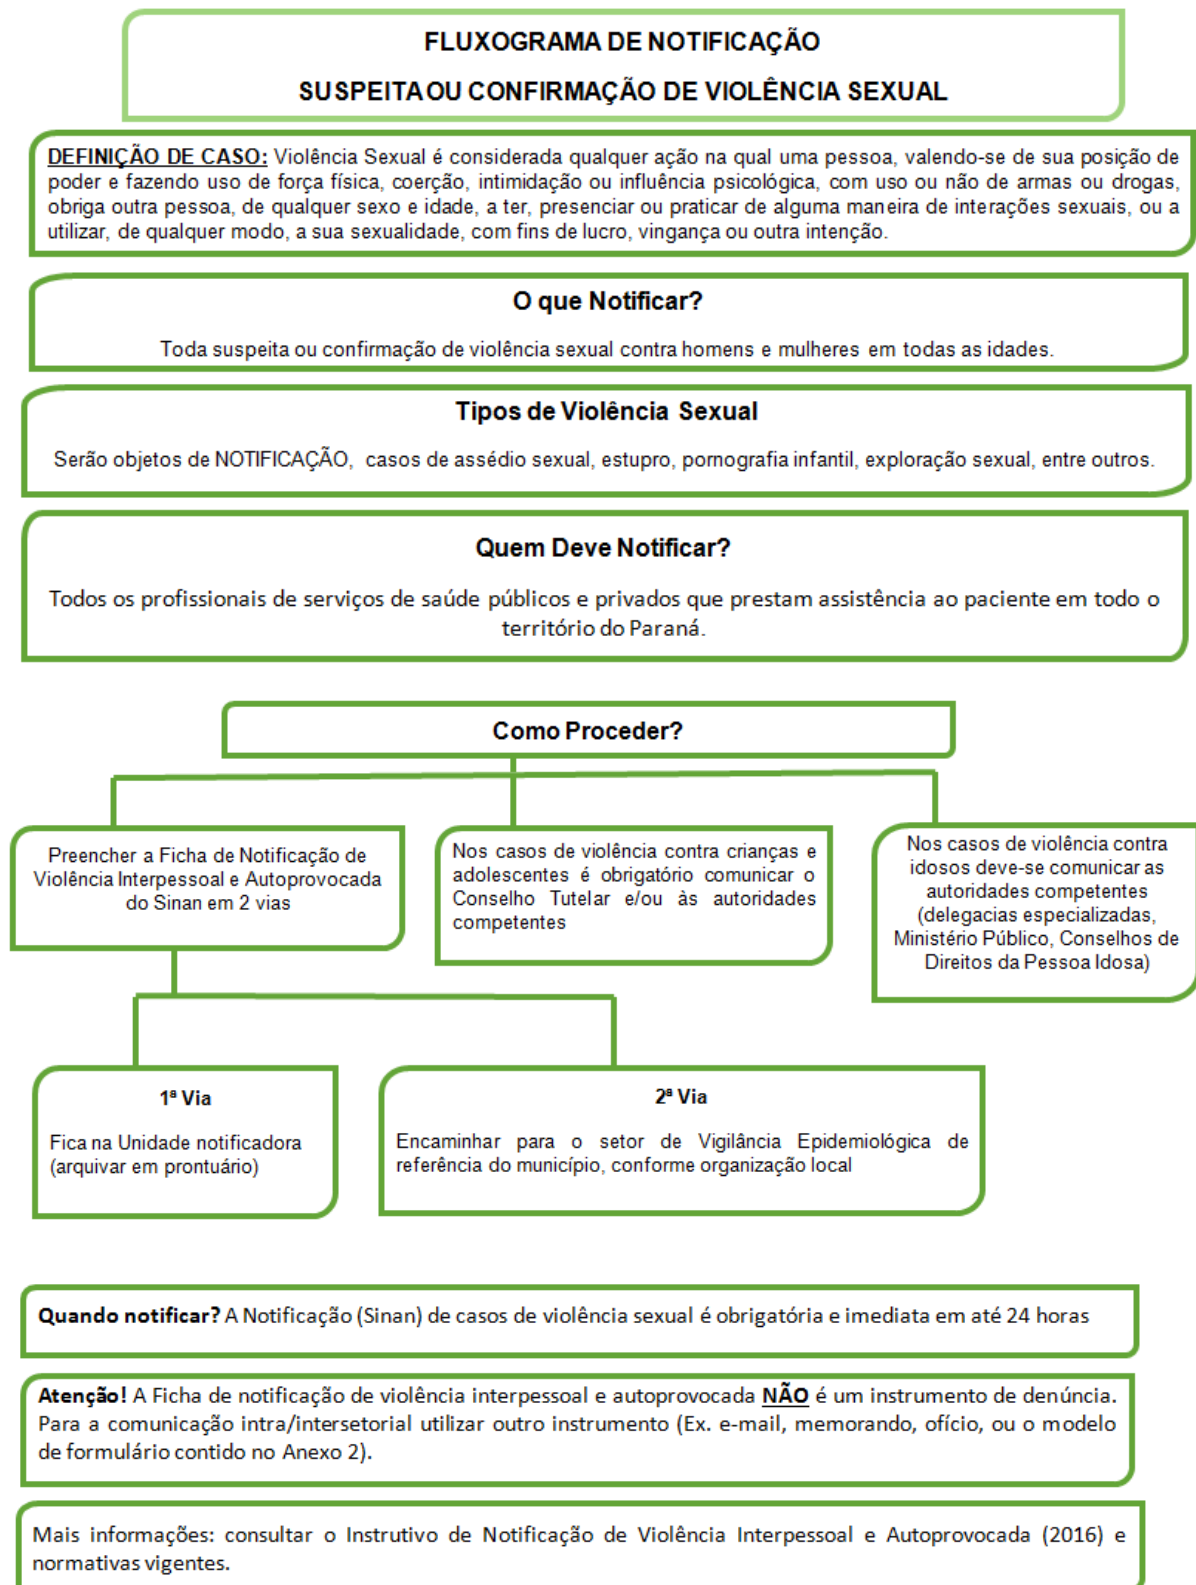 FLUXOGRAMA DE NOTIFICAÇÃO
SUSPEITA OU CONFIRMAÇÃO DE VIOLÊNCIA SEXUAL
DEFINIÇÃO DE CASO: Violência Sexual é considerada qualquer ação na qual uma pessoa, valendo-se de sua posição de
poder e fazendo uso de força física, coerção, intimidação ou influência psicológica, com uso ou não de armas ou drogas,
obriga outra pessoa, de qualquer sexo e idade, a ter, presenciar ou praticar de alguma maneira de interações sexuais, ou a
utilizar, de qualquer modo, a sua sexualidade, com fins de lucro, vingança ou outra intenção.
O que Notificar?
Toda suspeita ou confirmação de violência sexual contra homens e mulheres em todas as idades.
Tipos de Violência Sexual
Serão objetos de NOTIFICAÇÃO, casos de assédio sexual, estupro, pornografia infantil, exploração sexual, entre outros.
Quem Deve Notificar?
Todos os profissionais de serviços de saúde públicos e privados que prestam assistência ao paciente em todo o
território do Paraná.
Como Proceder?
Preencher a Ficha de Notificação de
Violência Interpessoal e Autoprovocada
do Sinan em 2 vias
Nos casos de violência contra crianças e
adolescentes é obrigatório comunicar o
Conselho Tutelar e/ou às autoridades
competentes
Nos casos de violência contra
idosos deve-se comunicar as
autoridades competentes
(delegacias especializadas,
Ministério Público, Conselhos de
Direitos da Pessoa Idosa)
1ª Via
Fica na Unidade notificadora
(arquivar em prontuário)
2ª Via
Encaminhar para o setor de Vigilância Epidemiológica de
referência do município, conforme organização local
Quando notificar? A Notificação (Sinan) de casos de violência sexual é obrigatória e imediata em até 24 horas
Atenção! A Ficha de notificação de violência interpessoal e autoprovocada NÃO é um instrumento de denúncia.
Para a comunicação intra/intersetorial utilizar outro instrumento (Ex. e-mail, memorando, ofício, ou o modelo
de formulário contido no Anexo 2).
Mais informações: consultar o Instrutivo de Notificação de Violência Interpessoal e Autoprovocada (2016) e
normativas vigentes.